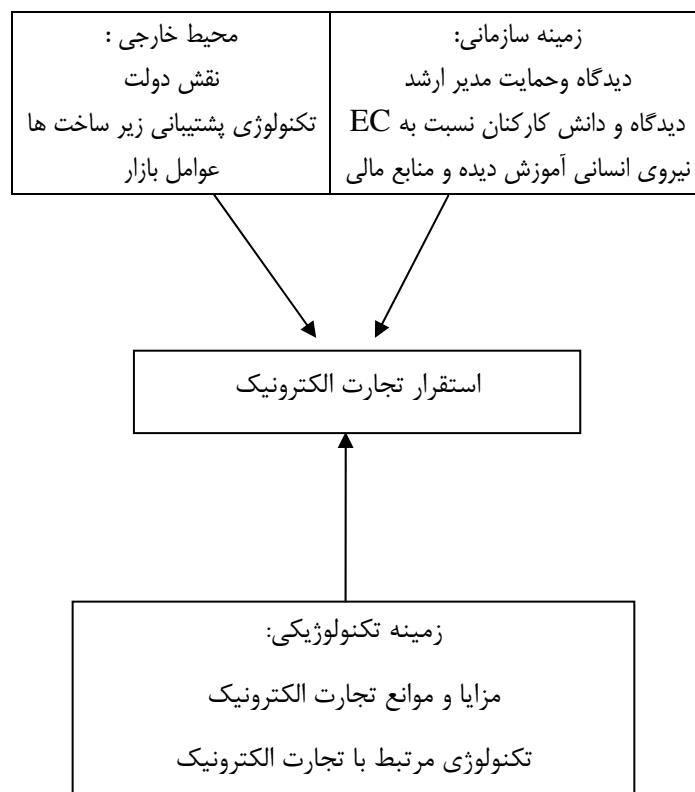 زمینه سازمانی:
دیدگاه وحمایت مدیر ارشد
دیدگاه و دانش کارکنان نسبت به EC
نیروی انسانی آموزش دیده و منابع مالی
محیط خارجی :
نقش دولت
تکنولوژی پشتیبانی زیر ساخت ها
عوامل بازار
استقرار تجارت الکترونیک
زمینه تکنولوژیکی:
مزایا و موانع تجارت الکترونیک
تکنولوژی مرتبط با تجارت الکترونیک